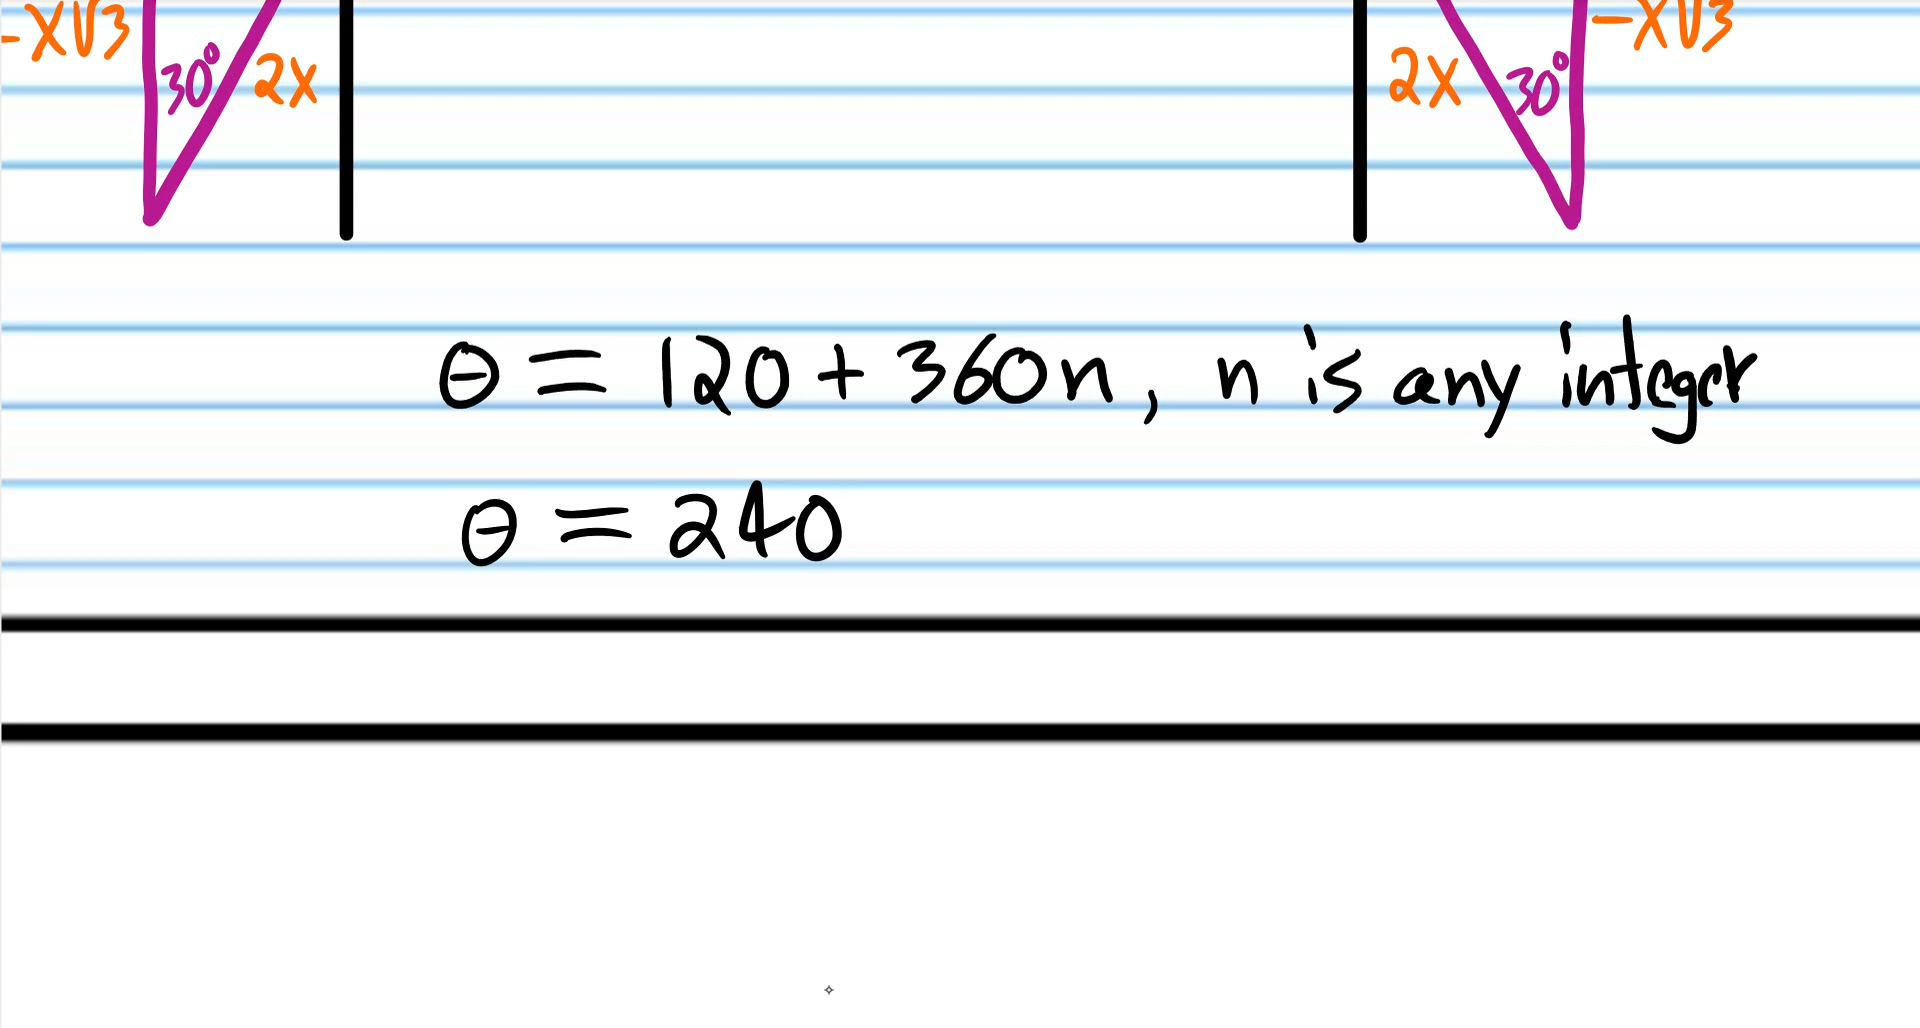 -x√3 30° 2x 2x 30° -x√3
θ = 120 + 360n, n is any integer
θ = 240